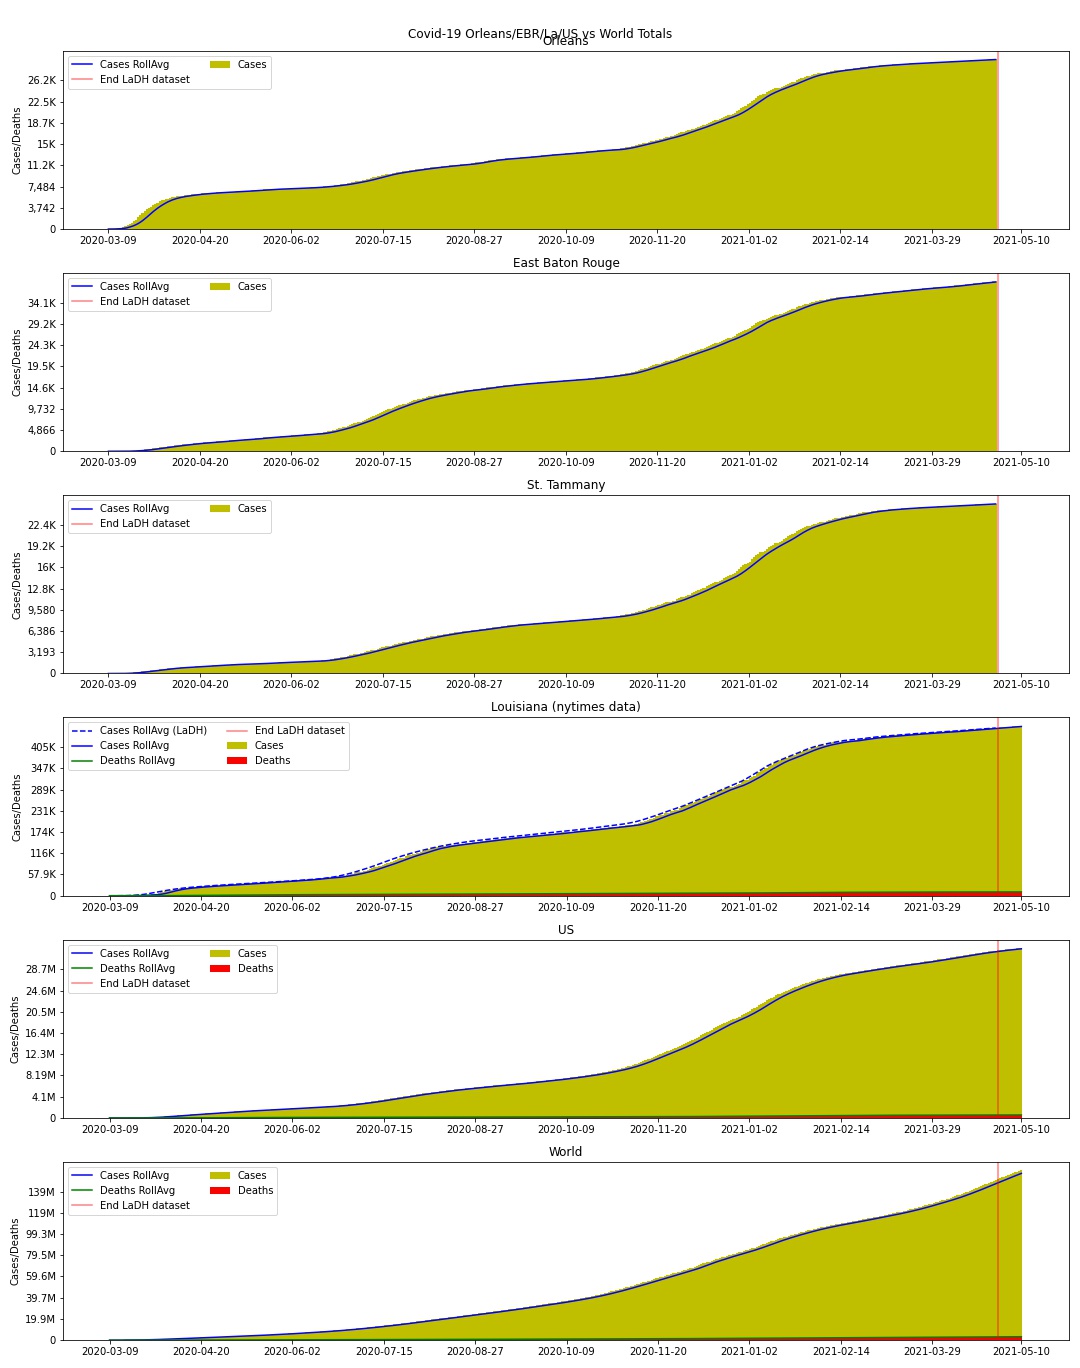 Covid-19 Orleans/EBR/La/US vs World Totals
Orleans
Cases RollAvg
End LaDH dataset
Cases
Cases/Deaths
26.2K
22.5K
18.7K
15K
11.2K
7,484
3,742
0
2020-03-09 2020-04-20 2020-06-02 2020-07-15 2020-08-27 2020-10-09 2020-11-20 2021-01-02 2021-02-14 2021-03-29 2021-05-10
East Baton Rouge
Cases RollAvg
End LaDH dataset
Cases
Cases/Deaths
34.1K
29.2K
24.3K
19.5K
14.6K
9,732
4,866
0
2020-03-09 2020-04-20 2020-06-02 2020-07-15 2020-08-27 2020-10-09 2020-11-20 2021-01-02 2021-02-14 2021-03-29 2021-05-10
St. Tammany
Cases RollAvg
End LaDH dataset
Cases
Cases/Deaths
22.4K
19.2K
16K
12.8K
9,580
6,386
3,193
0
2020-03-09 2020-04-20 2020-06-02 2020-07-15 2020-08-27 2020-10-09 2020-11-20 2021-01-02 2021-02-14 2021-03-29 2021-05-10
Louisiana (nytimes data)
Cases RollAvg (LaDH)
Cases RollAvg
Deaths RollAvg
End LaDH dataset
Cases
Deaths
Cases/Deaths
405K
347K
289K
231K
174K
116K
57.9K
0
2020-03-09 2020-04-20 2020-06-02 2020-07-15 2020-08-27 2020-10-09 2020-11-20 2021-01-02 2021-02-14 2021-03-29 2021-05-10
US
Cases RollAvg
Deaths RollAvg
End LaDH dataset
Cases
Deaths
Cases/Deaths
28.7M
24.6M
20.5M
16.4M
12.3M
8.19M
4.1M
0
2020-03-09 2020-04-20 2020-06-02 2020-07-15 2020-08-27 2020-10-09 2020-11-20 2021-01-02 2021-02-14 2021-03-29 2021-05-10
World
Cases RollAvg
Deaths RollAvg
End LaDH dataset
Cases
Deaths
Cases/Deaths
139M
119M
99.3M
79.5M
59.6M
39.7M
19.9M
0
2020-03-09 2020-04-20 2020-06-02 2020-07-15 2020-08-27 2020-10-09 2020-11-20 2021-01-02 2021-02-14 2021-03-29 2021-05-10